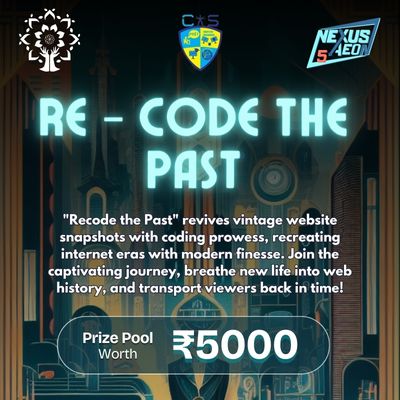 C S
NEXUS
5 AEON
RE - CODE THE
PAST
"Recode the Past" revives vintage website
snapshots with coding prowess, recreating
internet eras with modern finesse. Join the
captivating journey, breathe new life into web
history, and transport viewers back in time!
Prize Pool
Worth
₹5000